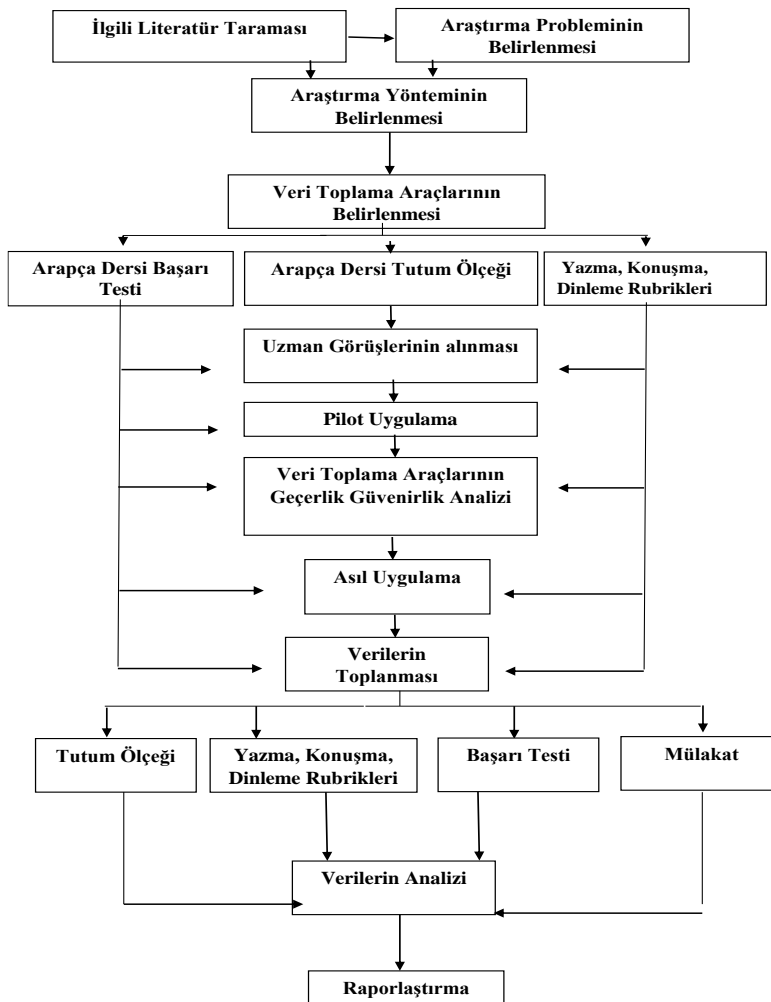 İlgili Literatür Taraması
Araştırma Probleminin
Belirlenmesi
Araştırma Yönteminin
Belirlenmesi
Veri Toplama Araçlarının
Belirlenmesi
Arapça Dersi Başarı
Testi
Arapça Dersi Tutum Ölçeği
Yazma, Konuşma,
Dinleme Rubrikleri
Uzman Görüşlerinin alınması
Pilot Uygulama
Veri Toplama Araçlarının
Geçerlik Güvenirlik Analizi
Asıl Uygulama
Verilerin
Toplanması
Tutum Ölçeği
Yazma, Konuşma,
Dinleme Rubrikleri
Başarı Testi
Mülakat
Verilerin Analizi
Raporlaştırma